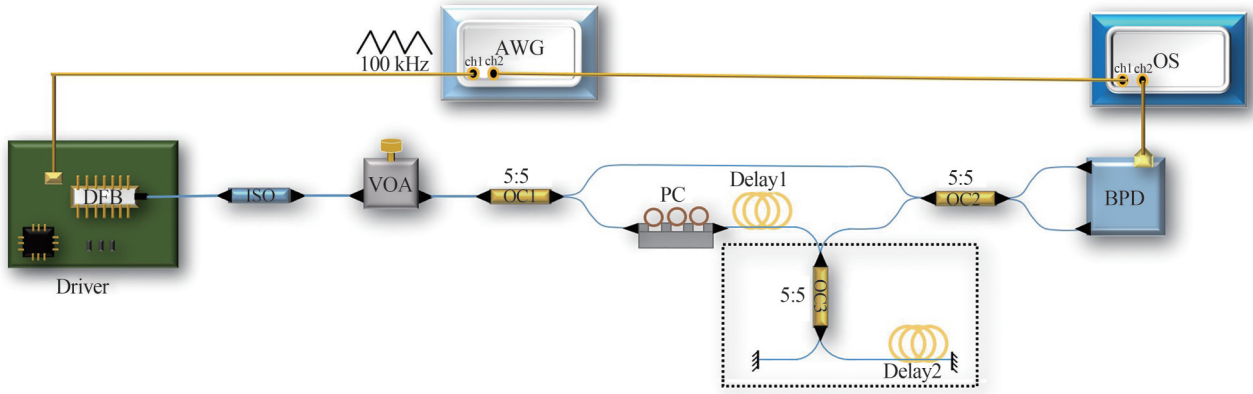 AWG
ch1 ch2
100 kHz
OS
ch1 ch2
DFB
ISO
VOA
5:5
OC1
PC
Delay1
5:5
OC2
BPD
Driver
5:5
OC3
Delay2